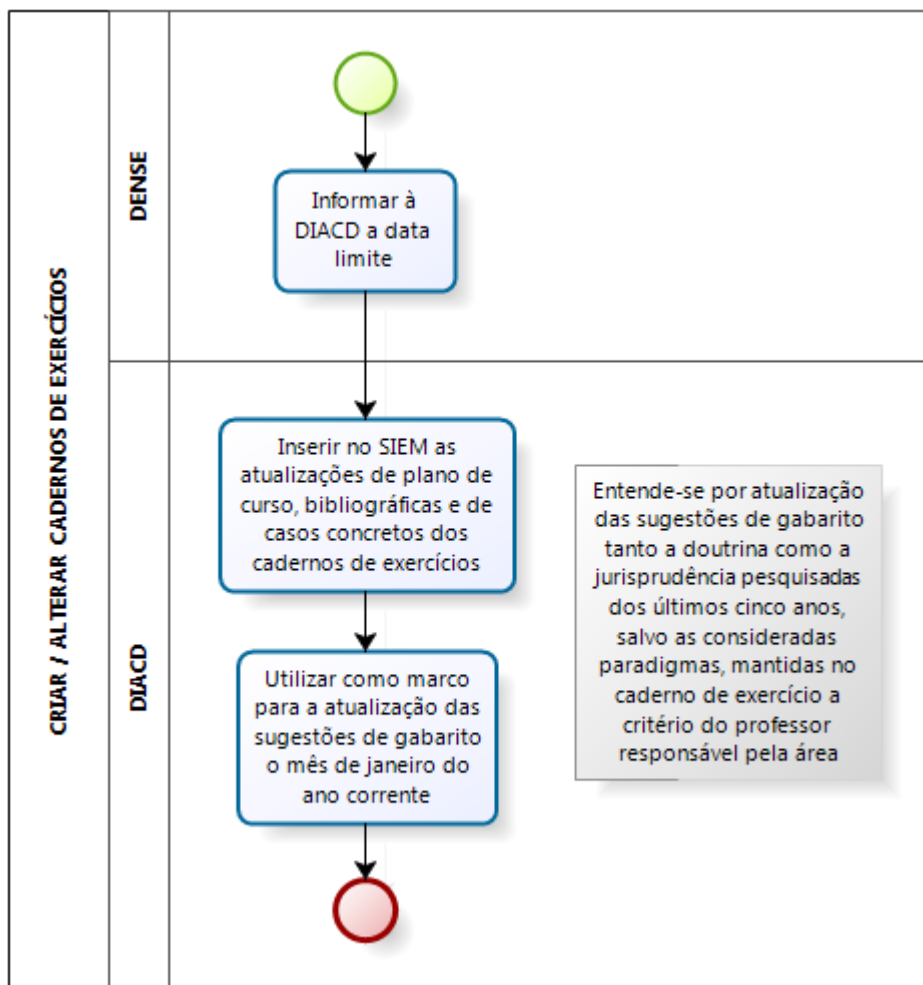 CRIAR / ALTERAR CADERNOS DE EXERCÍCIOS
DENSE
Informar à
DIACD a data
limite
DIACD
Inserir no SIEM as
atualizações de plano de
curso, bibliográficas e de
casos concretos dos
cadernos de exercícios
Utilizar como marco
para a atualização das
sugestões de gabarito
o mês de janeiro do
ano corrente
Entende-se por atualização
das sugestões de gabarito
tanto a doutrina como a
jurisprudência pesquisadas
dos últimos cinco anos,
salvo as consideradas
paradigmas, mantidas no
caderno de exercício a
critério do professor
responsável pela área